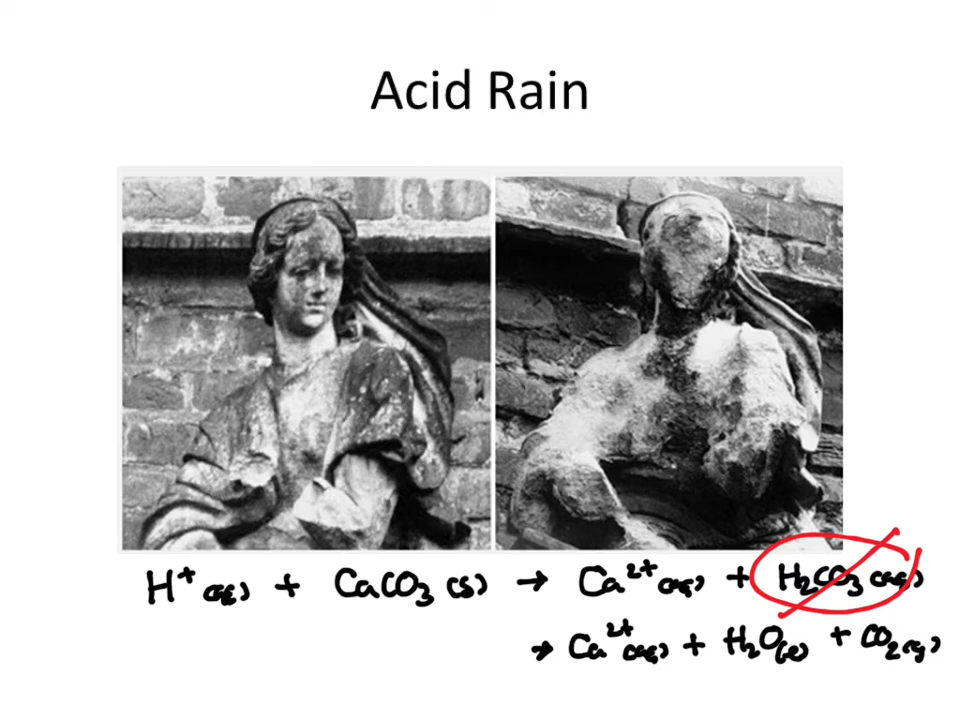 Acid Rain
H⁺(aq) + CaCO₃(s) → Ca²⁺(aq) + H₂CO₃(aq)
→ Ca²⁺(aq) + H₂O(l) + CO₂(g)